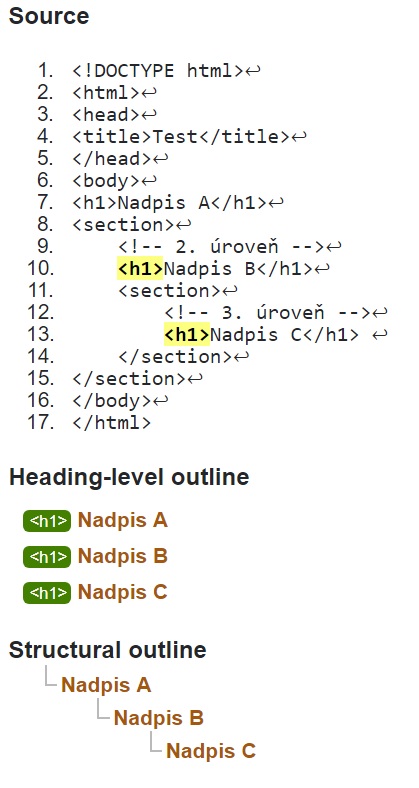 Source
1. <!DOCTYPE html>↩
2. <html>↩
3. <head>↩
4. <title>Test</title>↩
5. </head>↩
6. <body>↩
7. <h1>Nadpis A</h1>↩
8. <section>↩
9.     <!-- 2. úroveň -->↩
10.     <h1>Nadpis B</h1>↩
11.     <section>↩
12.         <!-- 3. úroveň -->↩
13.         <h1>Nadpis C</h1> ↩
14.     </section>↩
15. </section>↩
16. </body>↩
17. </html>
Heading-level outline
<h1> Nadpis A
<h1> Nadpis B
<h1> Nadpis C
Structural outline
Nadpis A
Nadpis B
Nadpis C